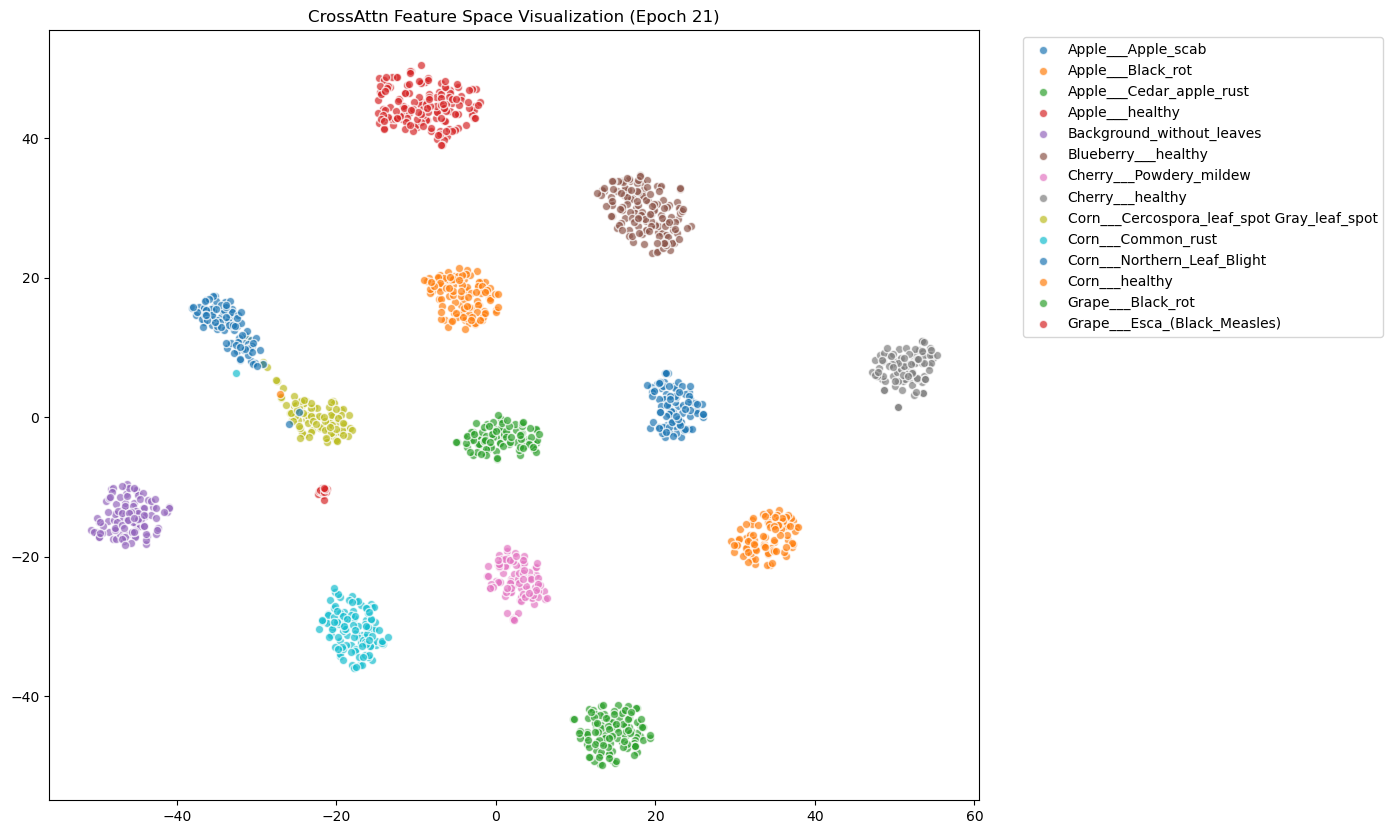 CrossAttn Feature Space Visualization (Epoch 21)
Apple___Apple_scab
Apple___Black_rot
Apple___Cedar_apple_rust
Apple___healthy
Background_without_leaves
Blueberry___healthy
Cherry___Powdery_mildew
Cherry___healthy
Corn___Cercospora_leaf_spot Gray_leaf_spot
Corn___Common_rust
Corn___Northern_Leaf_Blight
Corn___healthy
Grape___Black_rot
Grape___Esca_(Black_Measles)
40
20
0
−20
−40
−40 −20 0 20 40 60